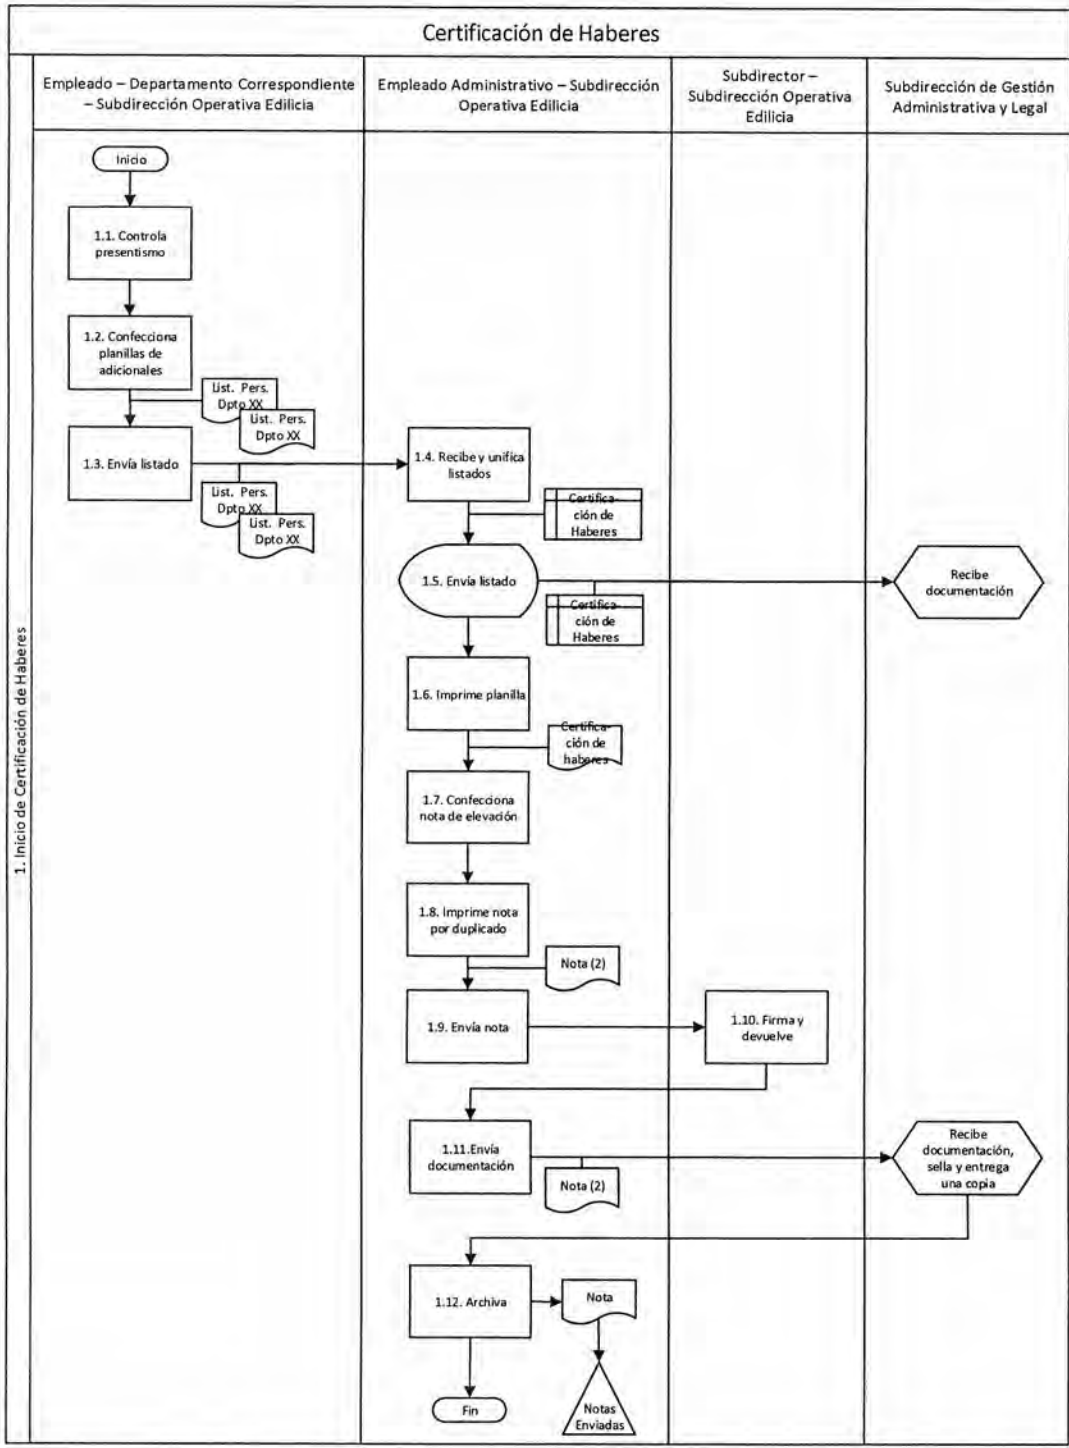 Certificación de Haberes
Empleado – Departamento Correspondiente
– Subdirección Operativa Edilicia
Empleado Administrativo – Subdirección
Operativa Edilicia
Subdirector –
Subdirección Operativa
Edilicia
Subdirección de Gestión
Administrativa y Legal
1. Inicio de Certificación de Haberes
Inicio
1.1. Controla
presentismo
1.2. Confecciona
planillas de
adicionales
List. Pers.
Dpto XX
List. Pers.
Dpto XX
1.3. Envía listado
List. Pers.
Dpto XX
List. Pers.
Dpto XX
1.4. Recibe y unifica
listados
Certifica-
ción de
Haberes
1.5. Envía listado
Certifica-
ción de
Haberes
Recibe
documentación
1.6. Imprime planilla
Certifica-
ción de
haberes
1.7. Confecciona
nota de elevación
1.8. Imprime nota
por duplicado
Nota (2)
1.9. Envía nota
1.10. Firma y
devuelve
1.11.Envía
documentación
Nota (2)
Recibe
documentación,
sella y entrega
una copia
1.12. Archiva
Nota
Fin
Notas
Enviadas